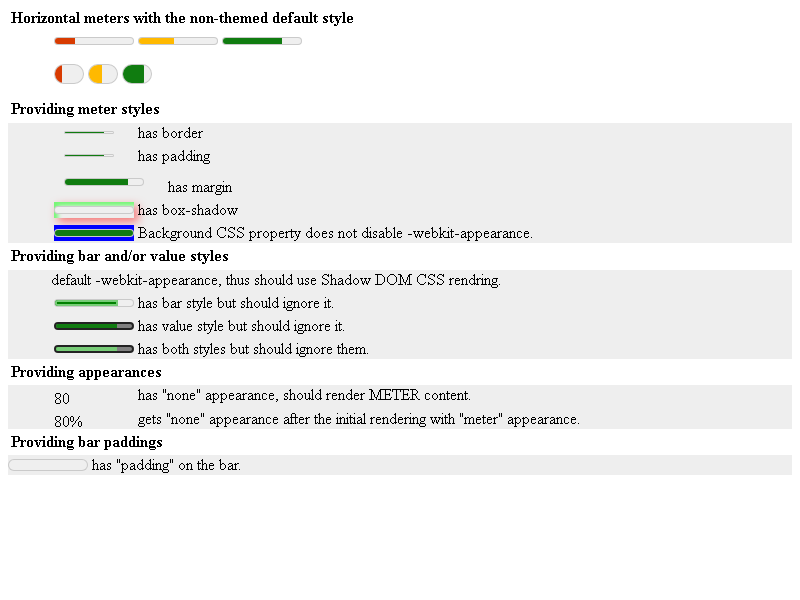 Horizontal meters with the non-themed default style
Providing meter styles
has border
has padding
has margin
has box-shadow
Background CSS property does not disable -webkit-appearance.
Providing bar and/or value styles
default -webkit-appearance, thus should use Shadow DOM CSS rendring.
has bar style but should ignore it.
has value style but should ignore it.
has both styles but should ignore them.
Providing appearances
80 has "none" appearance, should render METER content.
80% gets "none" appearance after the initial rendering with "meter" appearance.
Providing bar paddings
has "padding" on the bar.